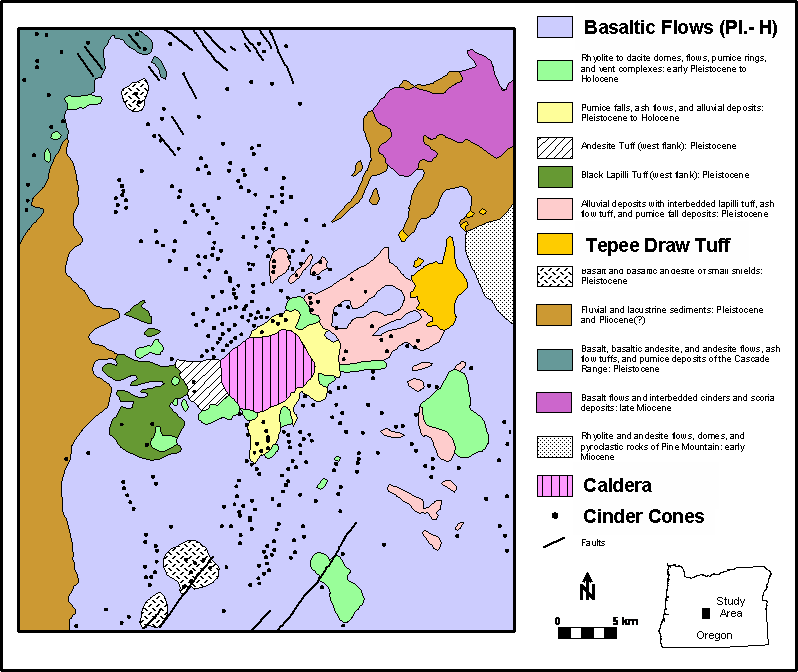 Basaltic Flows (Pl.- H)
Rhyolite to dacite domes, flows, pumice rings,
and vent complexes: early Pleistocene to
Holocene
Pumice falls, ash flows, and alluvial deposits:
Pleistocene to Holocene
Andesite Tuff (west flank): Pleistocene
Black Lapilli Tuff (west flank): Pleistocene
Alluvial deposits with interbedded lapilli tuff, ash
flow tuff, and pumice fall deposits: Pleistocene
Tepee Draw Tuff
Basalt and basaltic andesite of small shields:
Pleistocene
Fluvial and lacustrine sediments: Pleistocene
and Pliocene(?)
Basalt, basaltic andesite, and andesite flows, ash
flow tuffs, and pumice deposits of the Cascade
Range: Pleistocene
Basalt flows and interbedded cinders and scoria
deposits: late Miocene
Rhyolite and andesite flows, domes, and
pyroclastic rocks of Pine Mountain: early
Miocene
Caldera
Cinder Cones
Faults
N
0 5 km
Study
Area
Oregon